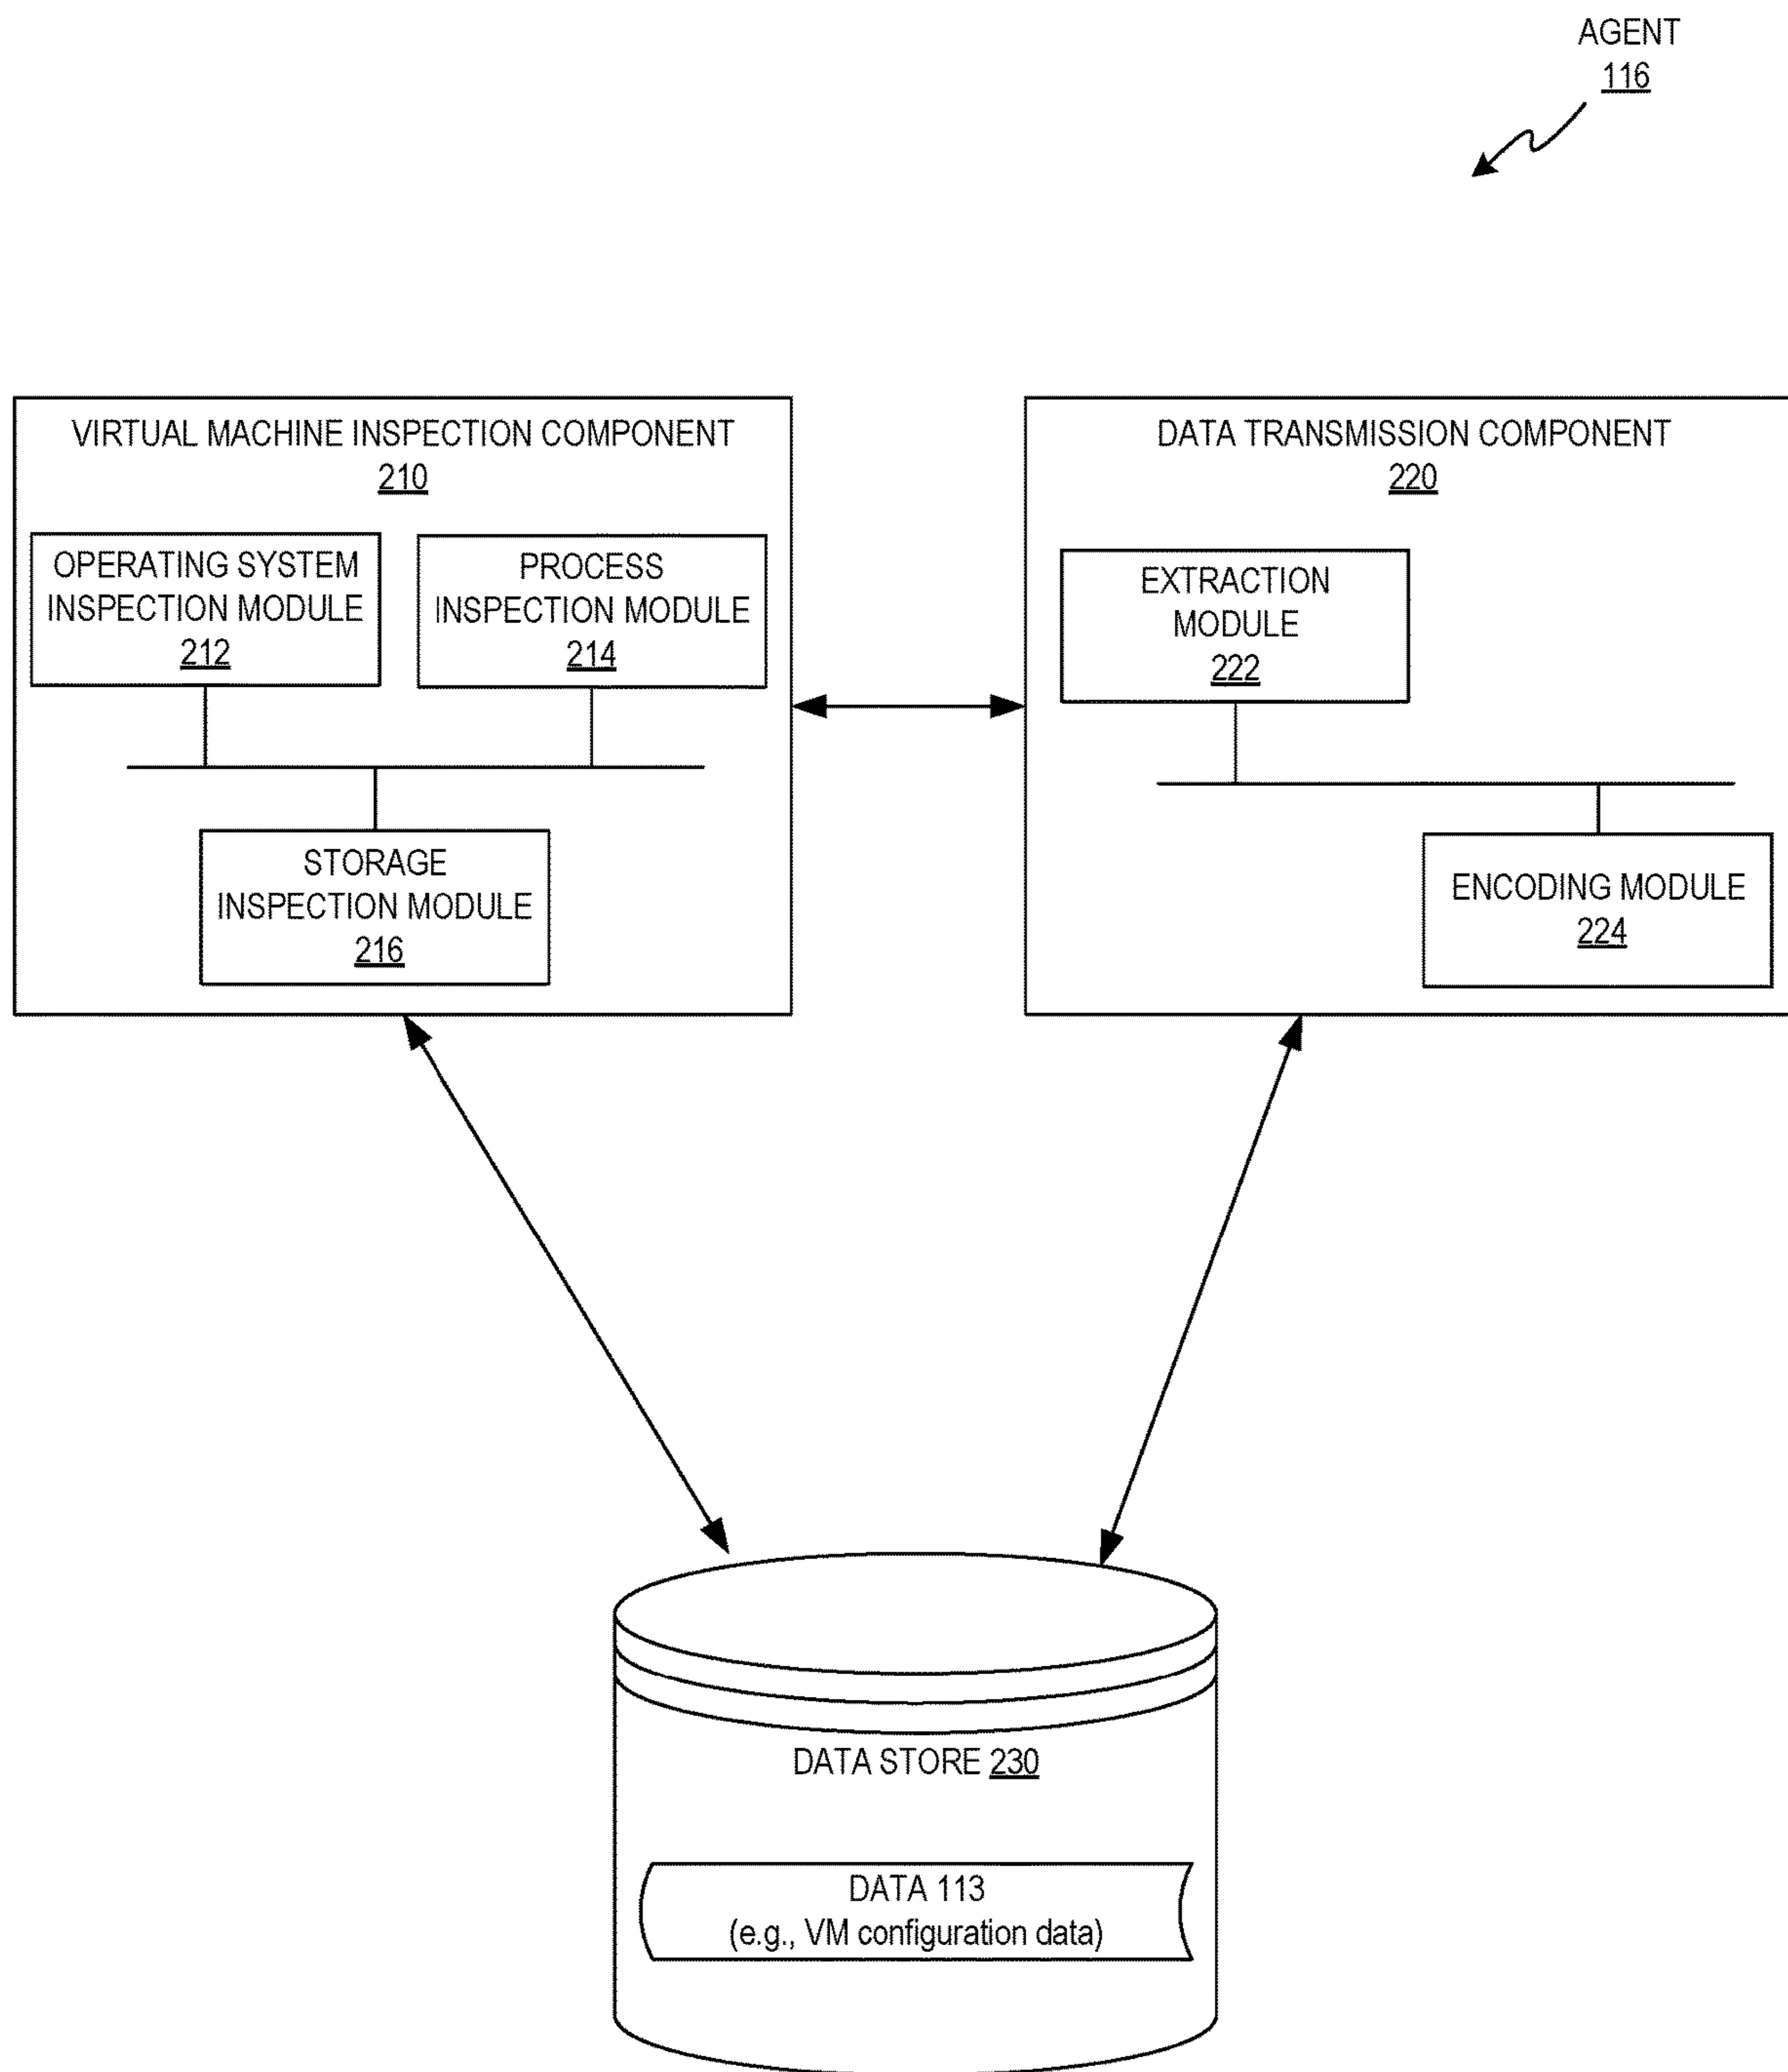 AGENT
116
VIRTUAL MACHINE INSPECTION COMPONENT
210
OPERATING SYSTEM
INSPECTION MODULE
212
PROCESS
INSPECTION MODULE
214
STORAGE
INSPECTION MODULE
216
DATA TRANSMISSION COMPONENT
220
EXTRACTION
MODULE
222
ENCODING MODULE
224
DATA STORE 230
DATA 113
(e.g., VM configuration data)